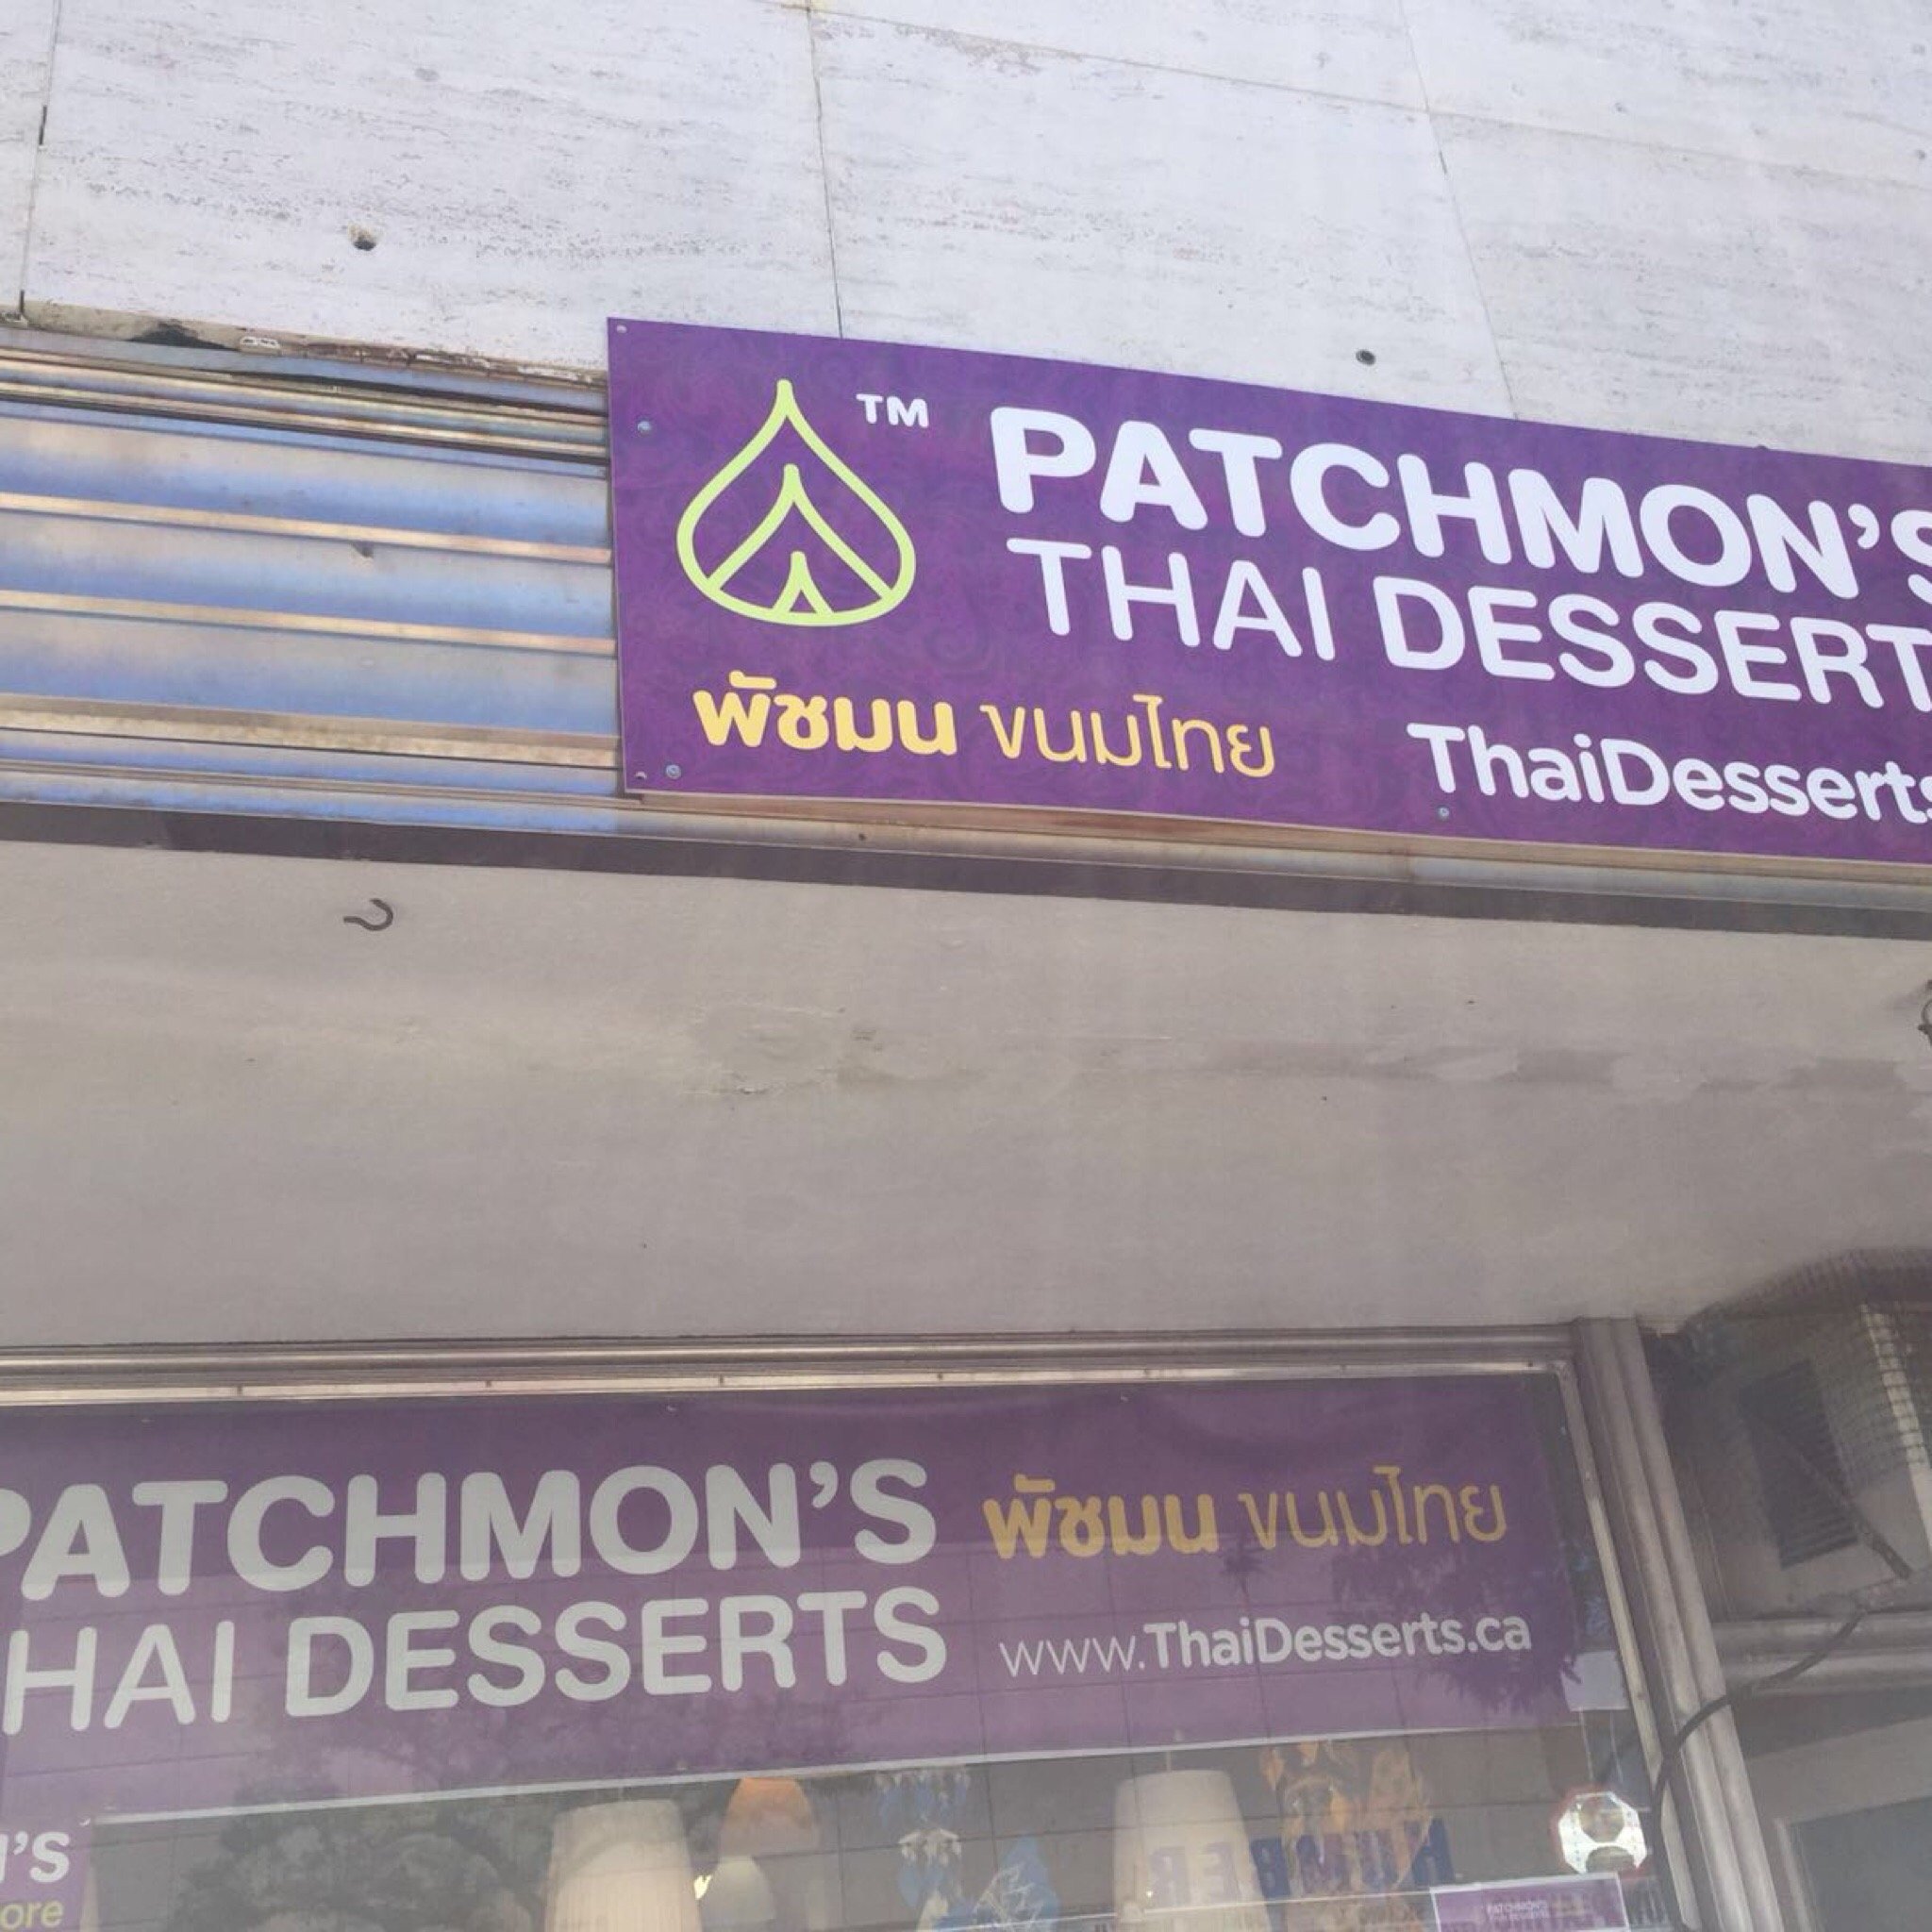 TM
PATCHMON'S
THAI DESSERT
พัชมน ขนมไทย
ThaiDesserts
PATCHMON'S
HAI DESSERTS
พัชมน ขนมไทย
www.ThaiDesserts.ca
'S
ore